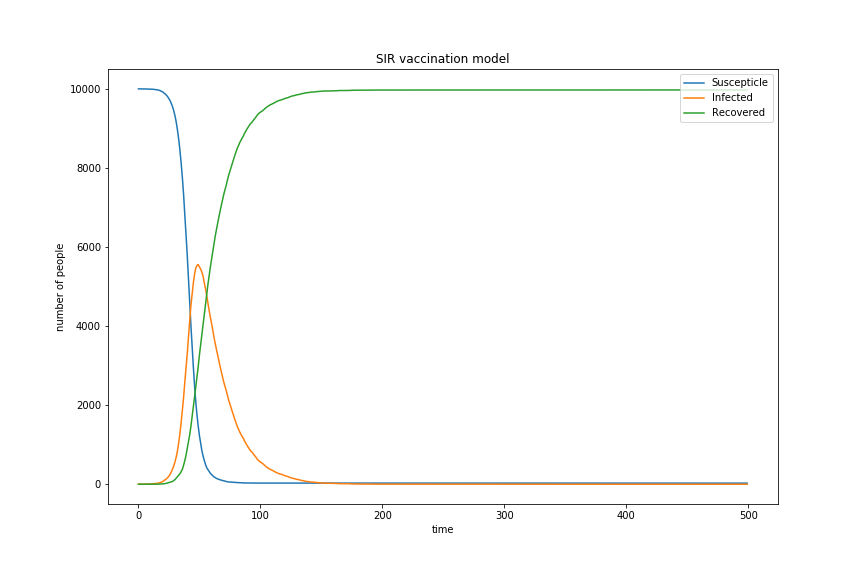 SIR vaccination model
Suscepticle
Infected
Recovered
10000
8000
6000
4000
2000
0
number of people
0 100 200 300 400 500
time